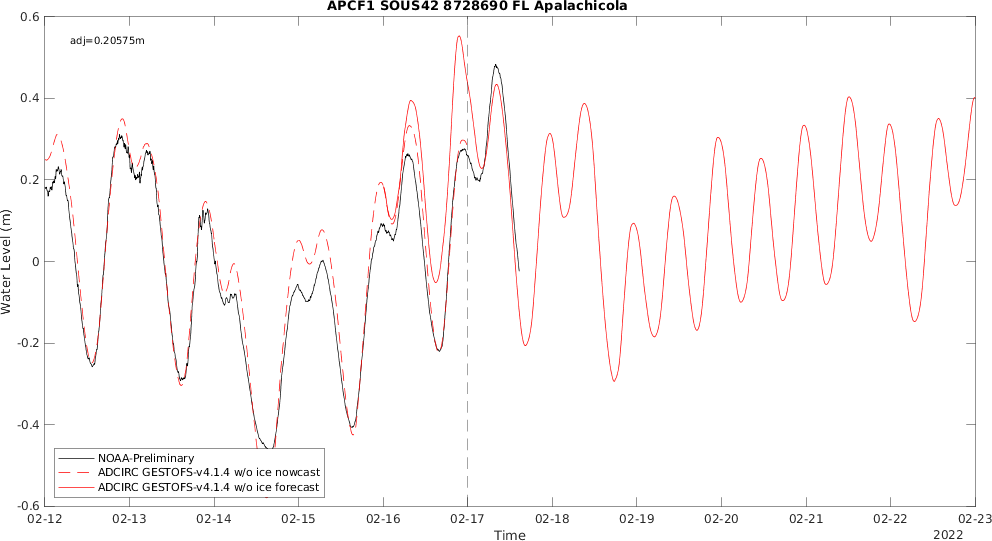 APCF1 SOUS42 8728690 FL Apalachicola
adj=0.20575m
0.6
0.4
0.2
0
-0.2
-0.4
-0.6
Water Level (m)
NOAA-Preliminary
ADCIRC GESTOFS-v4.1.4 w/o ice nowcast
ADCIRC GESTOFS-v4.1.4 w/o ice forecast
02-12 02-13 02-14 02-15 02-16 02-17 02-18 02-19 02-20 02-21 02-22 02-23
Time
2022